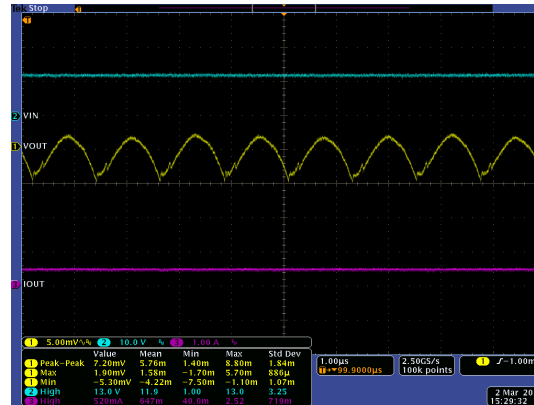 Tek Stop
T
2 VIN
1 VOUT
3 IOUT
1 5.00mV 2 10.0 V 3 1.00 A
Value Mean Min Max Std Dev
1 Peak-Peak 7.20mV 5.76m 1.40m 8.80m 1.84m
1 Max 1.90mV 1.58m -1.70m 5.70m 886µ
1 Min -5.30mV -4.22m -7.50m -1.10m 1.07m
2 High 13.0 V 11.9 1.00 13.0 3.25
3 High 520mA 647m 40.0m 2.52 719m
1.00µs
T→▼99.9000µs
2.50GS/s
100k points
1 -1.00m
2 Mar 20
15:29:32